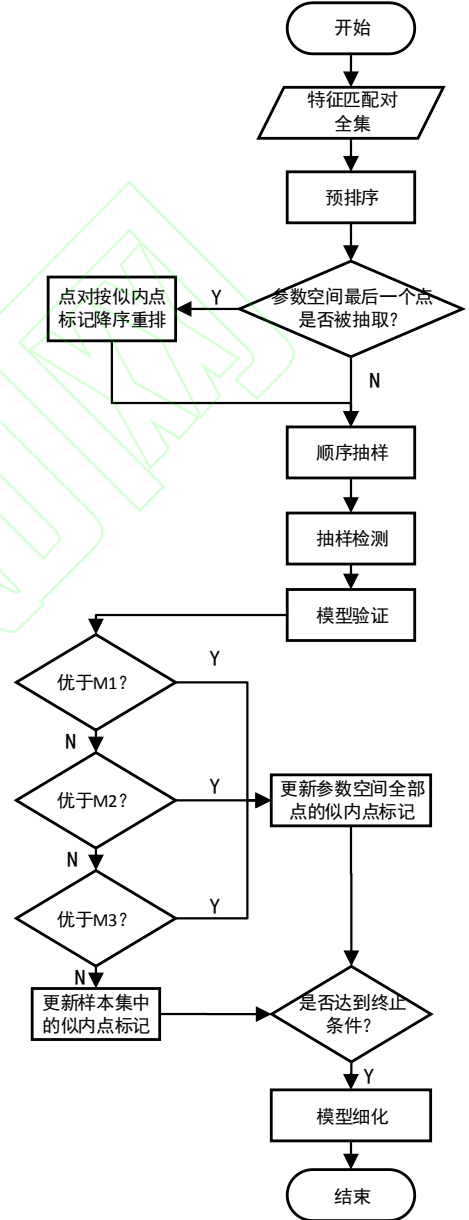 开始
特征匹配对
全集
预排序
参数空间最后一个点
是否被抽取?
Y
点对按似内点
标记降序重排
N
顺序抽样
抽样检测
模型验证
优于M1?
Y
N
优于M2?
Y
更新参数空间全部
点的似内点标记
N
优于M3?
Y
N
更新样本集中
的似内点标记
是否达到终止
条件?
Y
模型细化
结束